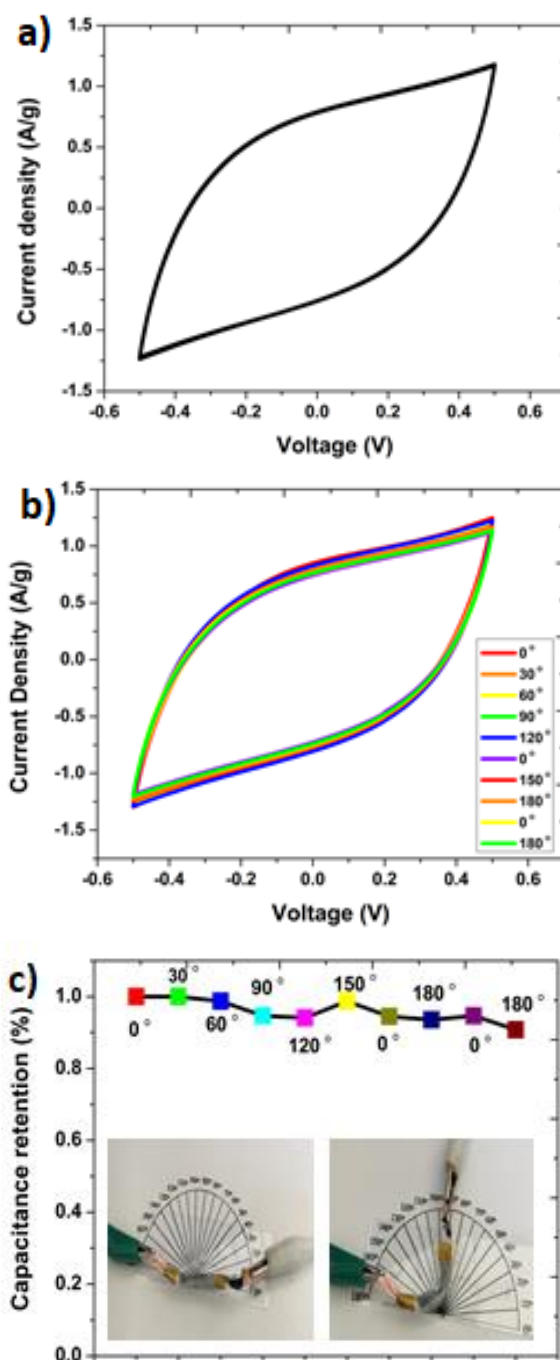 a)
1.5
1.0
0.5
0.0
-0.5
-1.0
-1.5
Current density (A/g)
-0.6 -0.4 -0.2 0.0 0.2 0.4 0.6
Voltage (V)
b)
1.5
1.0
0.5
0.0
-0.5
-1.0
-1.5
Current Density (A/g)
0°
30°
60°
90°
120°
0°
150°
180°
0°
180°
-0.6 -0.4 -0.2 0.0 0.2 0.4 0.6
Voltage (V)
c)
1.0
0.8
0.6
0.4
0.2
0.0
Capacitance retention (%)
30° 90° 150° 180° 180°
0° 60° 120° 0° 0°